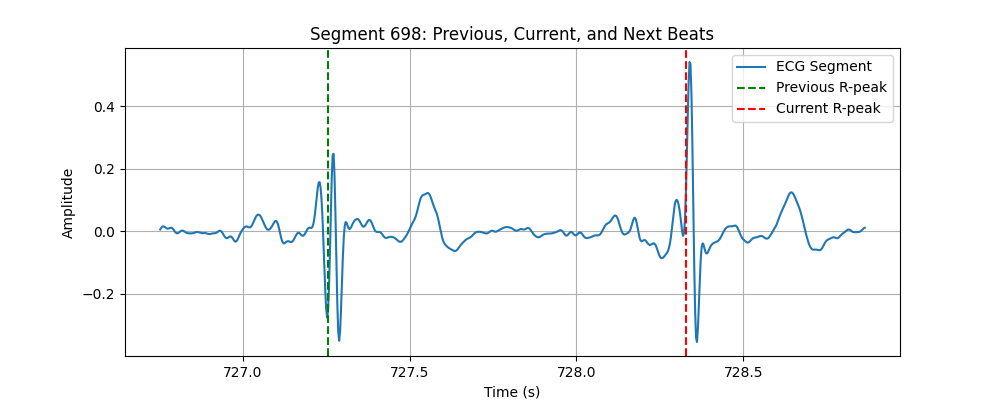 Segment 698: Previous, Current, and Next Beats
ECG Segment
Previous R-peak
Current R-peak
Amplitude
0.4
0.2
0.0
−0.2
727.0 727.5 728.0 728.5
Time (s)